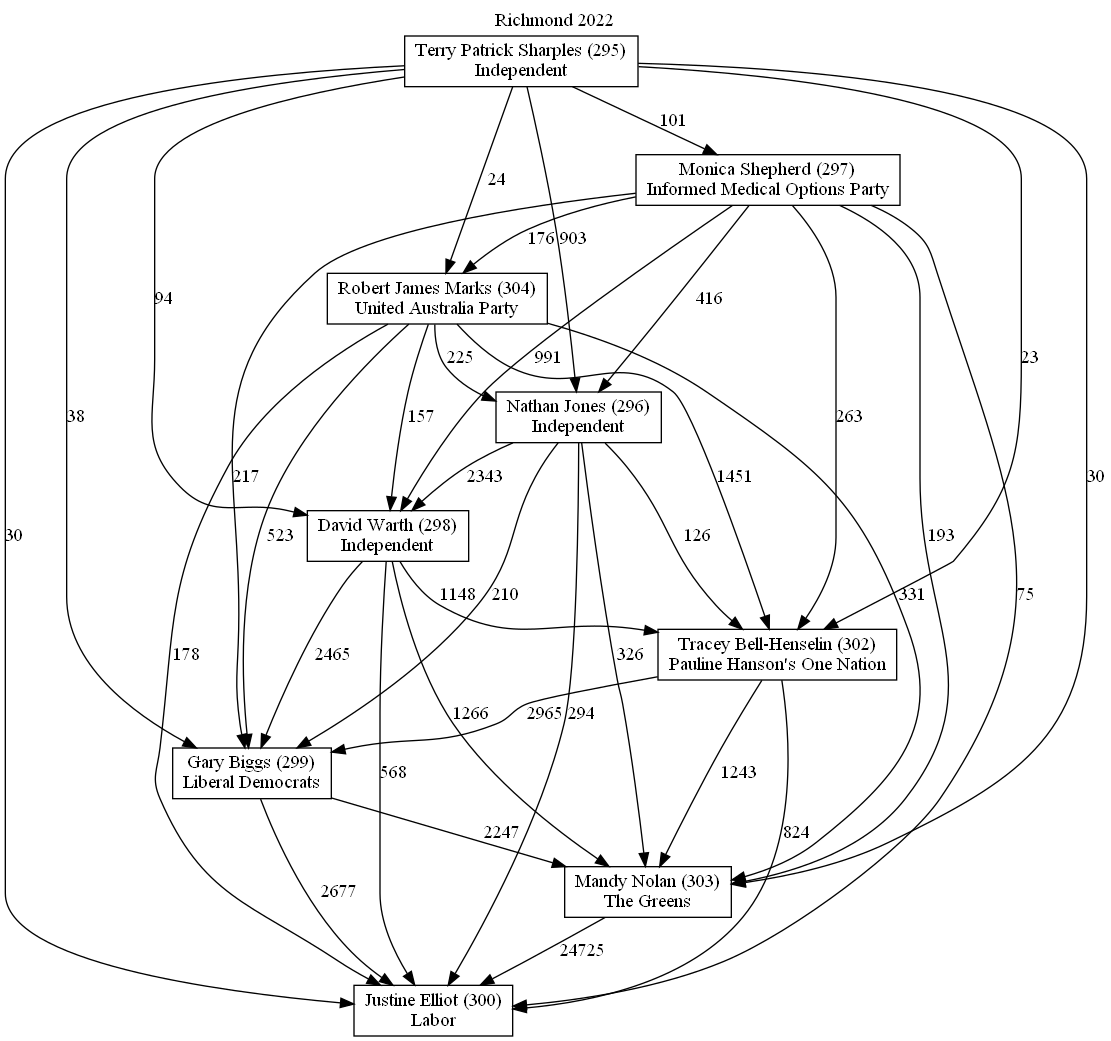 Richmond 2022
Terry Patrick Sharples (295)
Independent
101
Monica Shepherd (297)
Informed Medical Options Party
24
176
903
Robert James Marks (304)
United Australia Party
94
416
225
991
23
Nathan Jones (296)
Independent
38
157
263
217
2343
1451
30
David Warth (298)
Independent
30
523
126
193
1148
210
331
75
Tracey Bell-Henselin (302)
Pauline Hanson's One Nation
178
2465
326
1266
2965
294
Gary Biggs (299)
Liberal Democrats
568
1243
2247
824
Mandy Nolan (303)
The Greens
2677
24725
Justine Elliot (300)
Labor